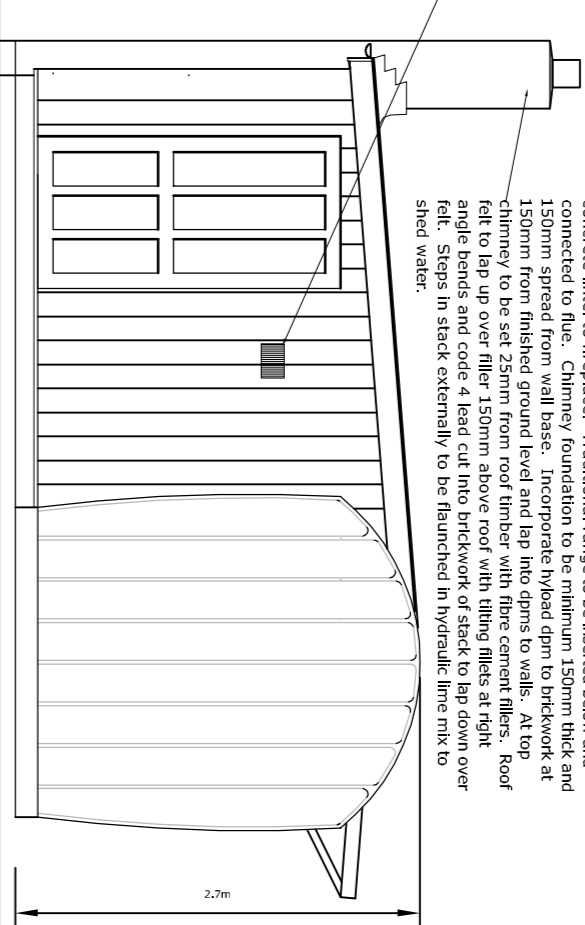 connected to flue. Chimney foundation to be minimum 150mm thick and
150mm spread from wall base. Incorporate hyload dpm to brickwork at
150mm from finished ground level and lap into dpms to walls. At top
chimney to be set 25mm from roof timber with fibre cement fillers. Roof
felt to lap up over filler 150mm above roof with tilting fillets at right
angle bends and code 4 lead cut into brickwork of stack to lap down over
felt. Steps in stack externally to be flaunched in hydraulic lime mix to
shed water.
2.7m